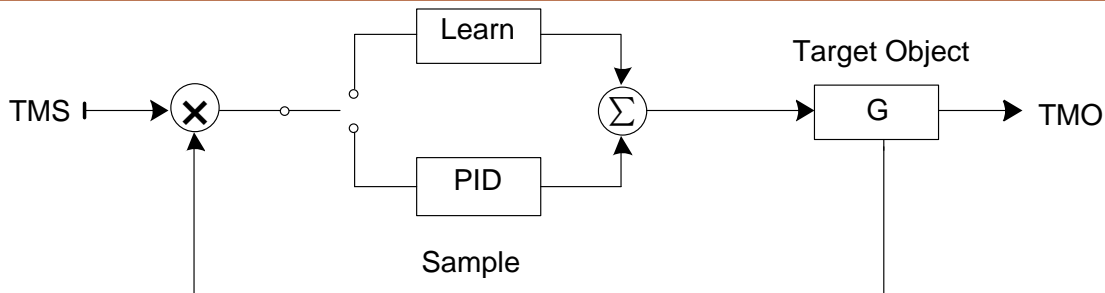 Learn
Target Object
TMS
×
Σ
G
TMO
PID
Sample